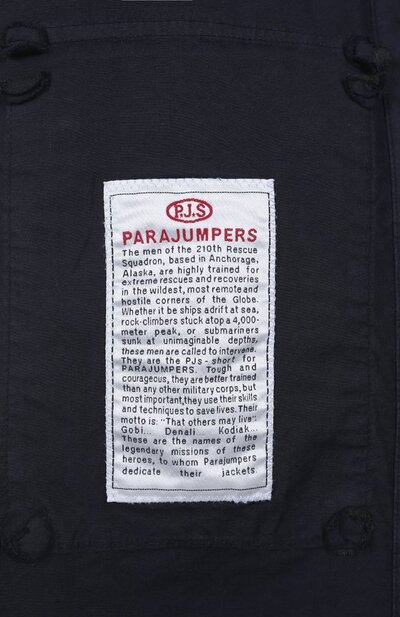 P.J.S
PARAJUMPERS
The men of the 210th Rescue
Squadron, based in Anchorage,
Alaska, are highly trained for
extreme rescues and recoveries
in the wildest, most remote and
hostile corners of the Globe.
Whether it be ships adrift at sea,
rock-climbers stuck atop a 4,000-
meter peak, or submariners
sunk at unimaginable depths,
these men are called to intervene.
They are the PJs - short for
PARAJUMPERS. Tough and
courageous, they are better trained
than any other military corps, but
most important,they use their skills
and techniques to save lives. Their
motto is: "That others may live"
Gobi... Denali... Kodiak...
These are the names of the
legendary missions of these
heroes, to whom Parajumpers
dedicate their jackets.